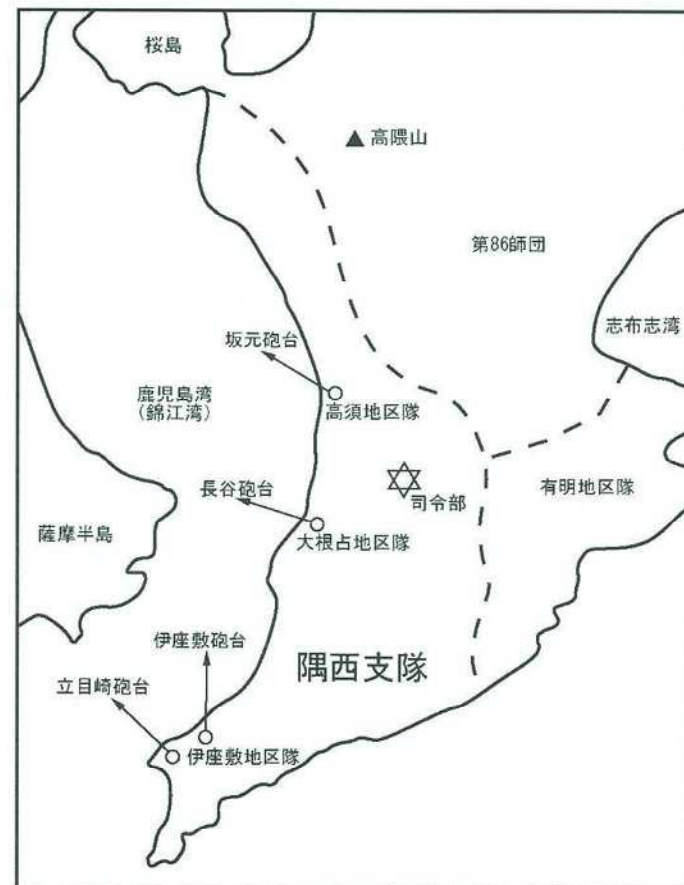 桜島
高隈山
第86師団
志布志湾
坂元砲台
鹿児島湾
(錦江湾)
高須地区隊
長谷砲台
司令部
有明地区隊
薩摩半島
大根占地区隊
伊座敷砲台
隅西支隊
立目崎砲台
伊座敷地区隊